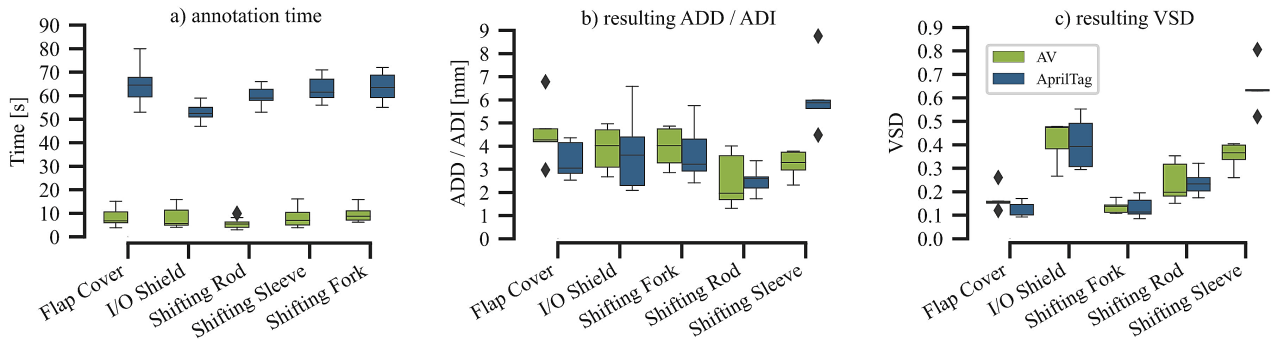 a) annotation time
90
80
70
60
50
40
30
20
10
0
Time [s]
Flap Cover
I/O Shield
Shifting Rod
Shifting Sleeve
Shifting Fork
b) resulting ADD / ADI
9
8
7
6
5
4
3
2
1
0
ADD / ADI [mm]
Flap Cover
I/O Shield
Shifting Fork
Shifting Rod
Shifting Sleeve
c) resulting VSD
0.9
0.8
0.7
0.6
0.5
0.4
0.3
0.2
0.1
0.0
VSD
AV
AprilTag
Flap Cover
I/O Shield
Shifting Fork
Shifting Rod
Shifting Sleeve